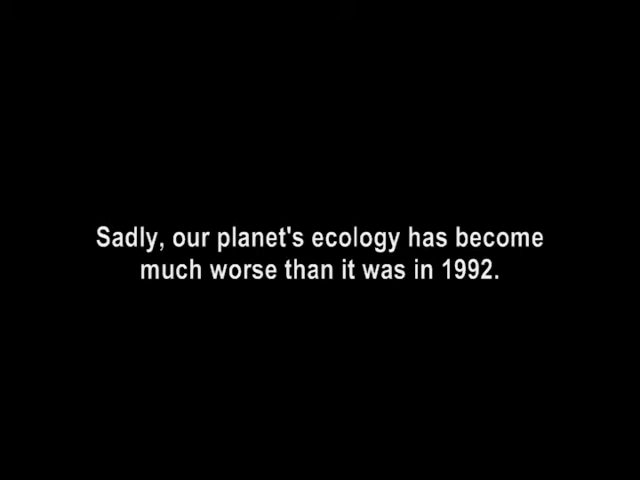 Sadly, our planet's ecology has become
much worse than it was in 1992.